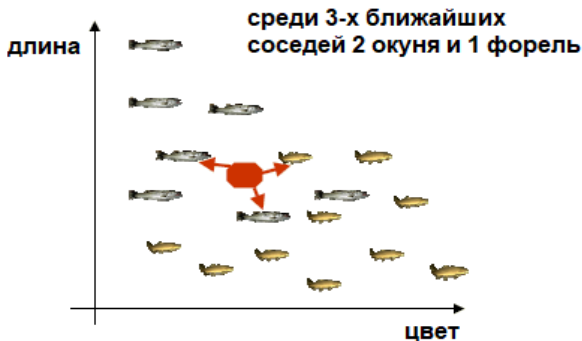 среди 3-х ближайших
соседей 2 окуня и 1 форель
длина
цвет